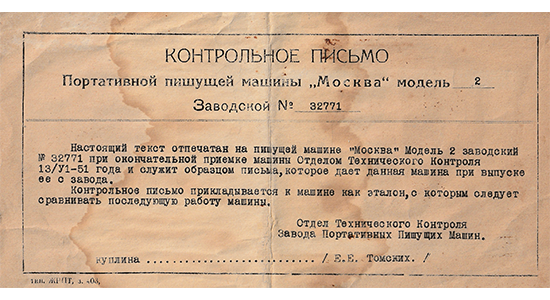 КОНТРОЛЬНОЕ ПИСЬМО
Портативной пишущей машины „Москва“ модель 2
Заводской № 32771
Настоящий текст отпечатан на пишущей машине "Москва" Модель 2 заводский
№ 32771 при окончательной приемке машины Отделом Технического Контроля
13/У1-51 года и служит образцом письма,которое дает данная машина при выпуске
ее с завода.
Контрольное письмо прикладывается к машине как эталон,с которым следует
сравнивать последующую работу машины.
Отдел Технического Контроля
Завода Портативных Пишущих Машин.
куплина ........................ / Е.Е. Томских. /
тип. з.